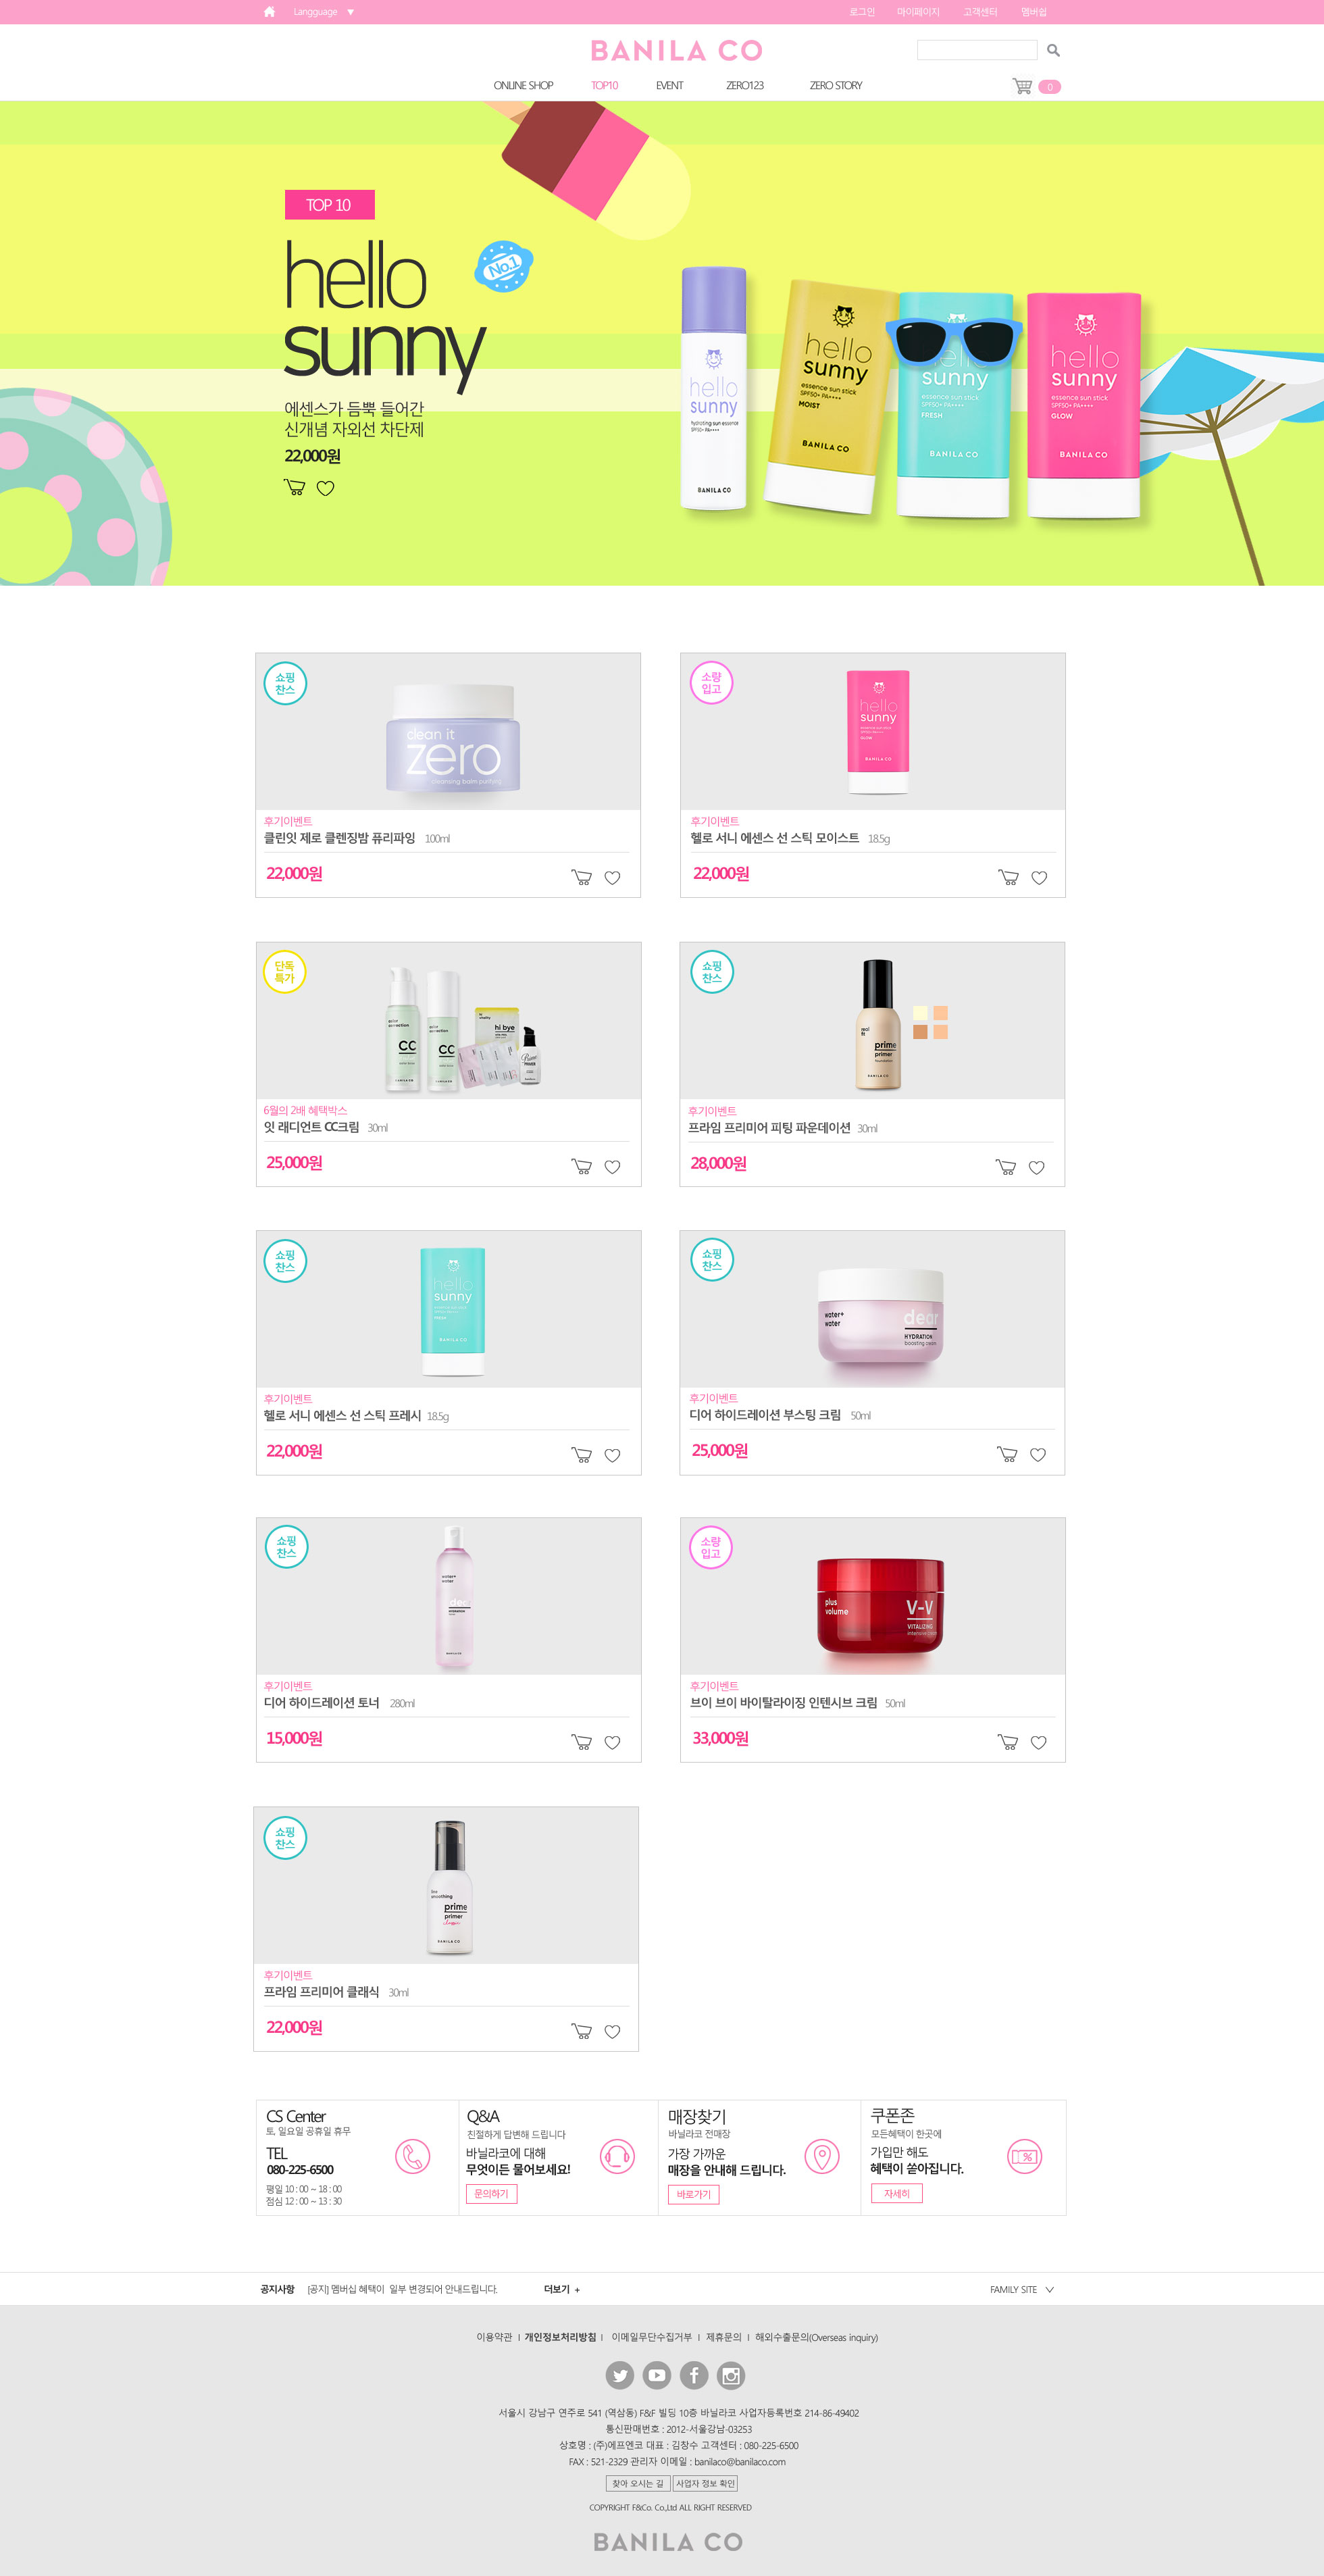 Langguage ▼
로그인 마이페이지 고객센터 멤버쉽
BANILA CO
ONLINE SHOP TOP10 EVENT ZERO123 ZERO STORY
0
TOP 10
hello
sunny
No.1
에센스가 듬뿍 들어간
신개념 자외선 차단제
22,000원
hello
sunny
hydrating sun essence
SPF50+ PA++++
BANILA CO
hello
sunny
essence sun stick
SPF50+ PA++++
MOIST
BANILA CO
hello
sunny
essence sun stick
SPF50+ PA++++
FRESH
BANILA CO
hello
sunny
essence sun stick
SPF50+ PA++++
GLOW
BANILA CO
쇼핑
찬스
clean it
zero
cleansing balm purifying
후기이벤트
클린잇 제로 클렌징밤 퓨리파잉 100ml
22,000원
소량
입고
hello
sunny
essence sun stick
GLOW
BANILA CO
후기이벤트
헬로 서니 에센스 선 스틱 모이스트 18.5g
22,000원
단독
특가
CC
CC
hi bye
6월의 2배 혜택박스
잇 래디언트 CC크림 30ml
25,000원
쇼핑
찬스
real
fit
prime
primer
BANILA CO
후기이벤트
프라임 프리미어 피팅 파운데이션 30ml
28,000원
쇼핑
찬스
hello
sunny
FRESH
BANILA CO
후기이벤트
헬로 서니 에센스 선 스틱 프레시 18.5g
22,000원
쇼핑
찬스
water+
water
dear
HYDRATION
boosting cream
후기이벤트
디어 하이드레이션 부스팅 크림 50ml
25,000원
쇼핑
찬스
water+
water
dear
후기이벤트
디어 하이드레이션 토너 280ml
15,000원
소량
입고
plus
volume
V-V
VITALIZING
intensive cream
후기이벤트
브이 브이 바이탈라이징 인텐시브 크림 50ml
33,000원
쇼핑
찬스
smoothing
prime
primer
classic
BANILA CO
후기이벤트
프라임 프리미어 클래식 30ml
22,000원
CS Center
토, 일요일 공휴일 휴무
TEL
080-225-6500
평일 10 : 00 ~ 18 : 00
점심 12 : 00 ~ 13 : 30
Q&A
친절하게 답변해 드립니다
바닐라코에 대해
무엇이든 물어보세요!
문의하기
매장찾기
바닐라코 전매장
가장 가까운
매장을 안내해 드립니다.
바로가기
쿠폰존
모든혜택이 한곳에
가입만 해도
혜택이 쏟아집니다.
자세히
공지사항 [공지] 멤버십 혜택이 일부 변경되어 안내드립니다. 더보기 +
FAMILY SITE
이용약관 | 개인정보처리방침 | 이메일무단수집거부 | 제휴문의 | 해외수출문의(Overseas inquiry)
서울시 강남구 연주로 541 (역삼동) F&F 빌딩 10층 바닐라코 사업자등록번호 214-86-49402
통신판매번호 : 2012-서울강남-03253
상호명 : (주)에프엔코 대표 : 김창수 고객센터 : 080-225-6500
FAX : 521-2329 관리자 이메일 : banilaco@banilaco.com
찾아 오시는 길 사업자 정보 확인
COPYRIGHT F&Co. Co.,Ltd ALL RIGHT RESERVED
BANILA CO